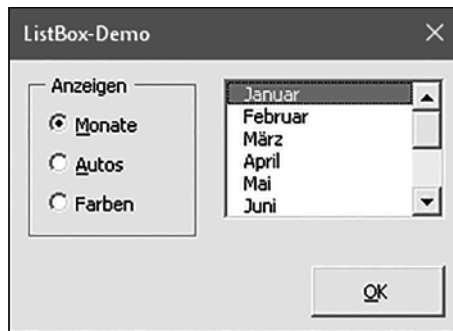 ListBox-Demo
Anzeigen
Monate
Autos
Farben
Januar
Februar
März
April
Mai
Juni
OK